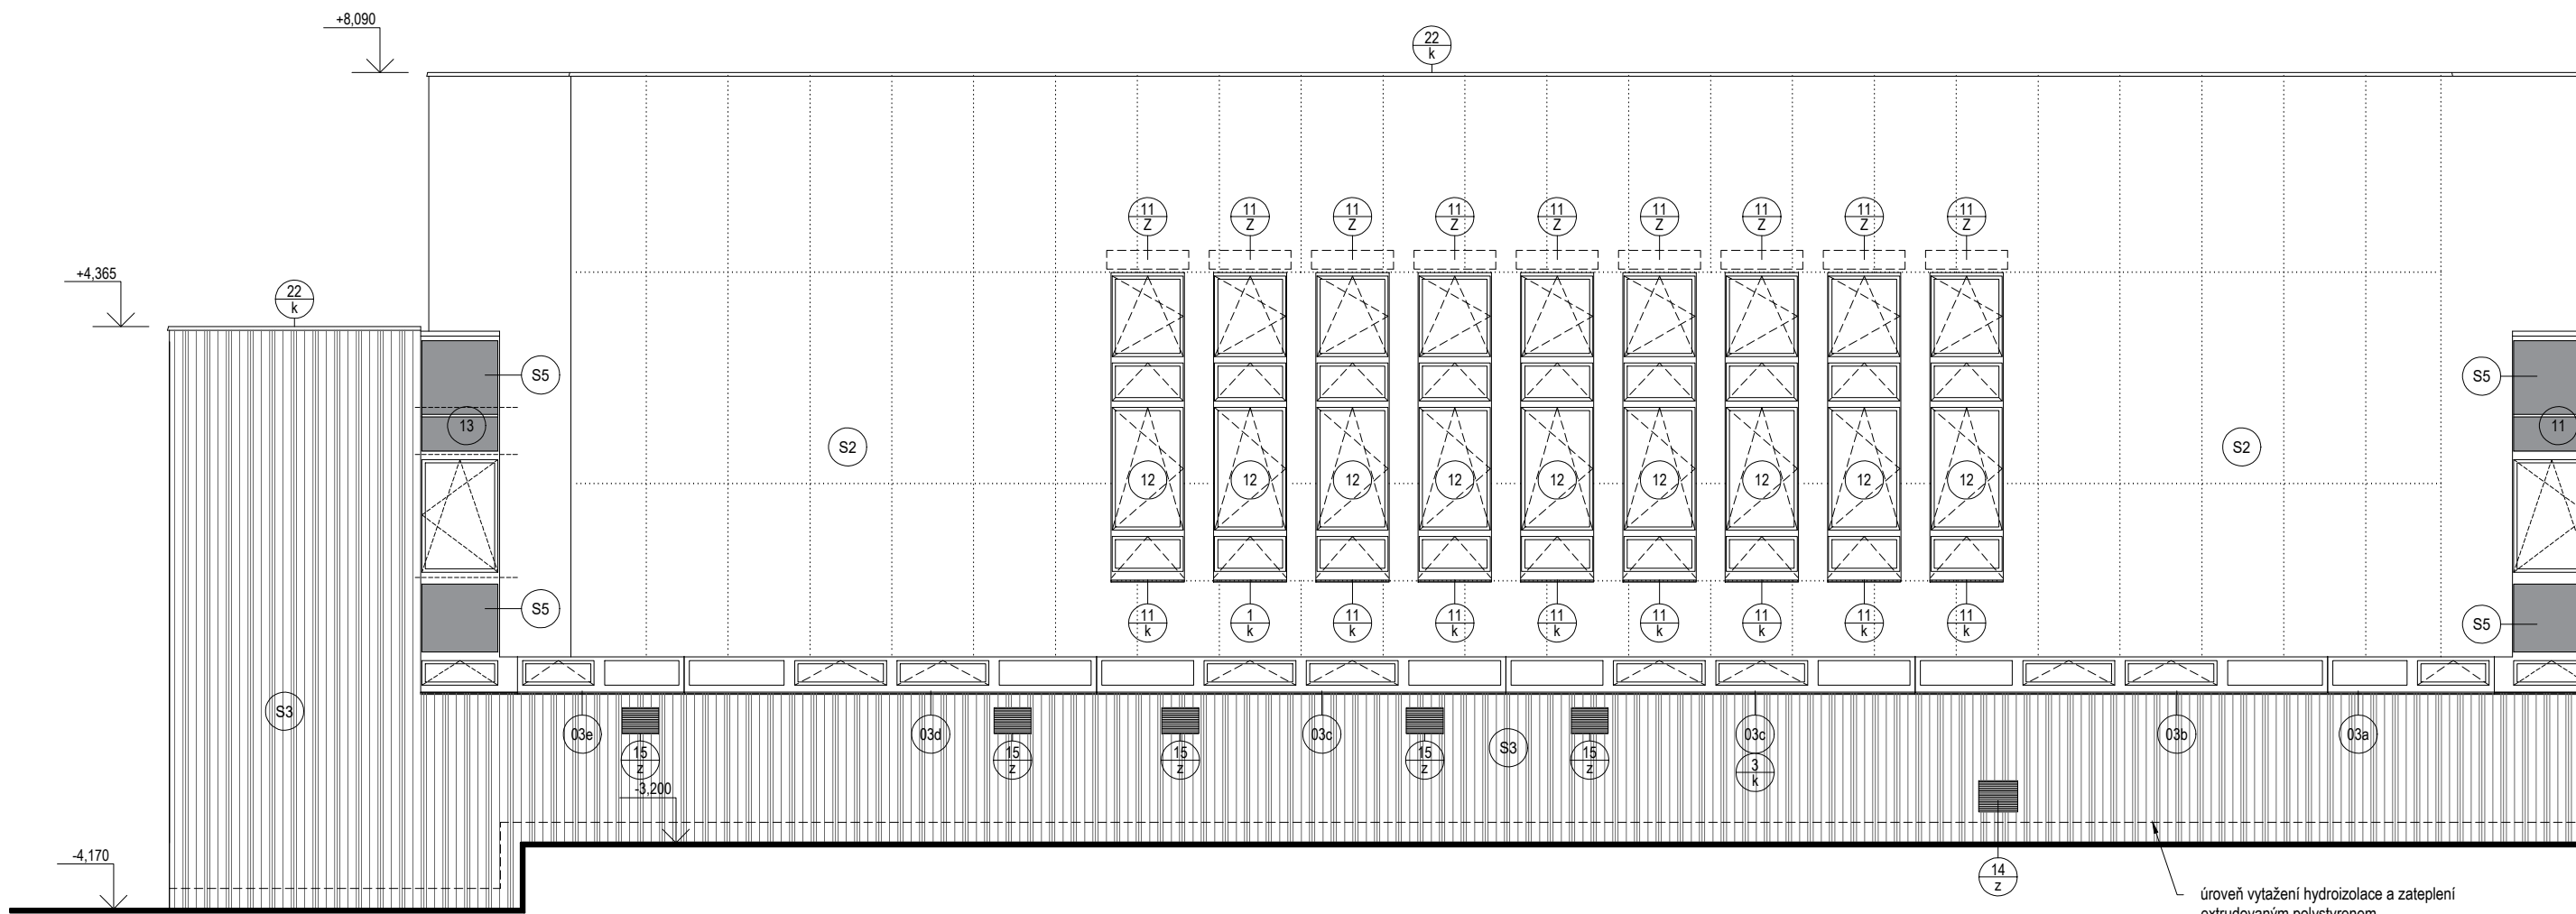 +8,090
22
k
11
Z
11
Z
11
Z
11
Z
11
Z
11
Z
11
Z
11
Z
11
Z
+4,365
22
k
S5
S5
13
11
S2
S2
12
12
12
12
12
12
12
12
12
S5
11
k
1
k
11
k
11
k
11
k
11
k
11
k
11
k
11
k
S5
S3
03e
15
z
03d
15
z
15
z
03c
15
z
S3
15
z
03c
3
k
03b
03a
-3,200
-4,170
14
z
úroveň vytažení hydroizolace a zateplení
extrudovaným polystyrenem